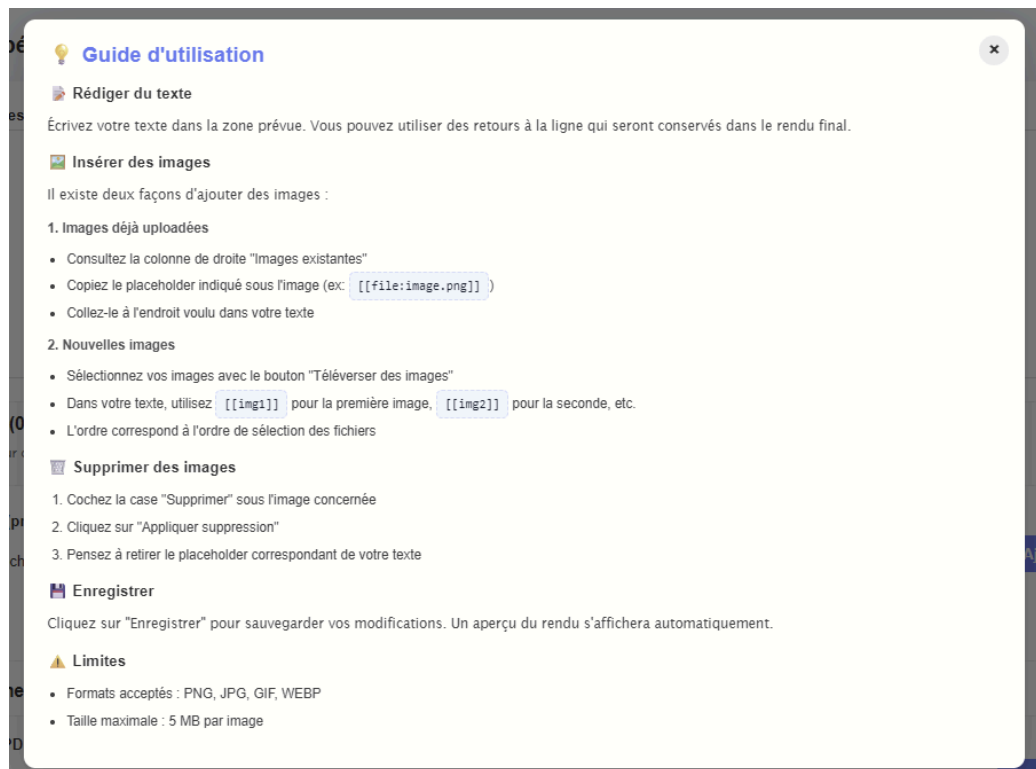 Guide d'utilisation
×
Rédiger du texte
Écrivez votre texte dans la zone prévue. Vous pouvez utiliser des retours à la ligne qui seront conservés dans le rendu final.
Insérer des images
Il existe deux façons d'ajouter des images :
1. Images déjà uploadées
Consultez la colonne de droite "Images existantes"
Copiez le placeholder indiqué sous l'image (ex: [[file:image.png]] )
Collez-le à l'endroit voulu dans votre texte
2. Nouvelles images
Sélectionnez vos images avec le bouton "Téléverser des images"
Dans votre texte, utilisez [[img1]] pour la première image, [[img2]] pour la seconde, etc.
L'ordre correspond à l'ordre de sélection des fichiers
Supprimer des images
1. Cochez la case "Supprimer" sous l'image concernée
2. Cliquez sur "Appliquer suppression"
3. Pensez à retirer le placeholder correspondant de votre texte
Enregistrer
Cliquez sur "Enregistrer" pour sauvegarder vos modifications. Un aperçu du rendu s'affichera automatiquement.
Limites
Formats acceptés : PNG, JPG, GIF, WEBP
Taille maximale : 5 MB par image